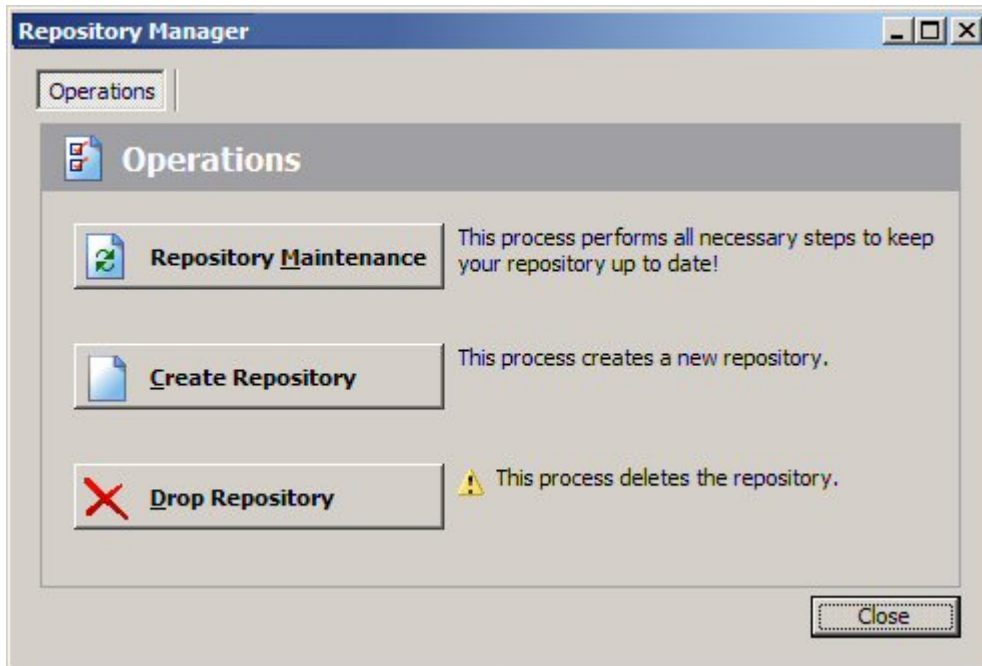 Repository Manager
Operations
Operations
Repository Maintenance
This process performs all necessary steps to keep
your repository up to date!
Create Repository
This process creates a new repository.
Drop Repository
This process deletes the repository.
Close